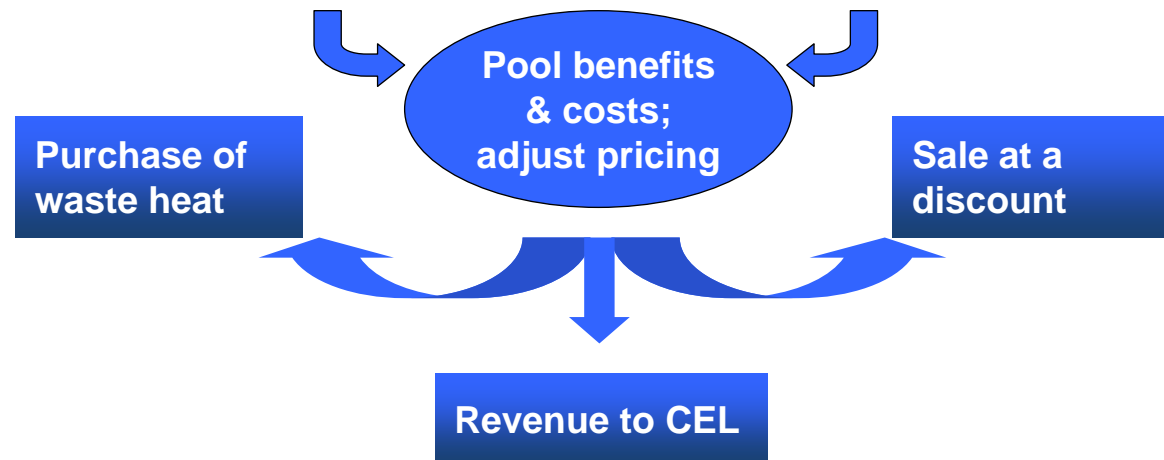 Pool benefits
& costs;
adjust pricing
Purchase of
waste heat
Sale at a
discount
Revenue to CEL